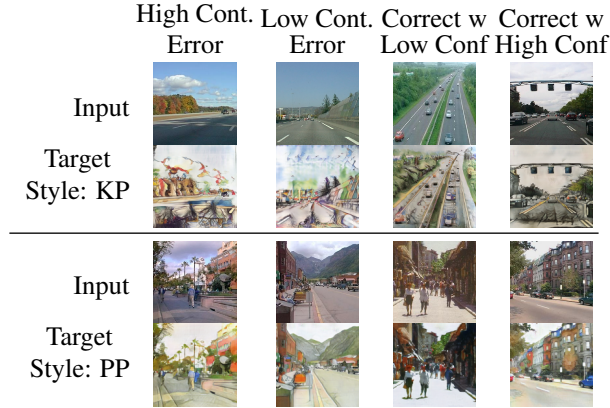 High Cont. Low Cont. Correct w Correct w
Error Error Low Conf High Conf
Input
Target
Style: KP
Input
Target
Style: PP